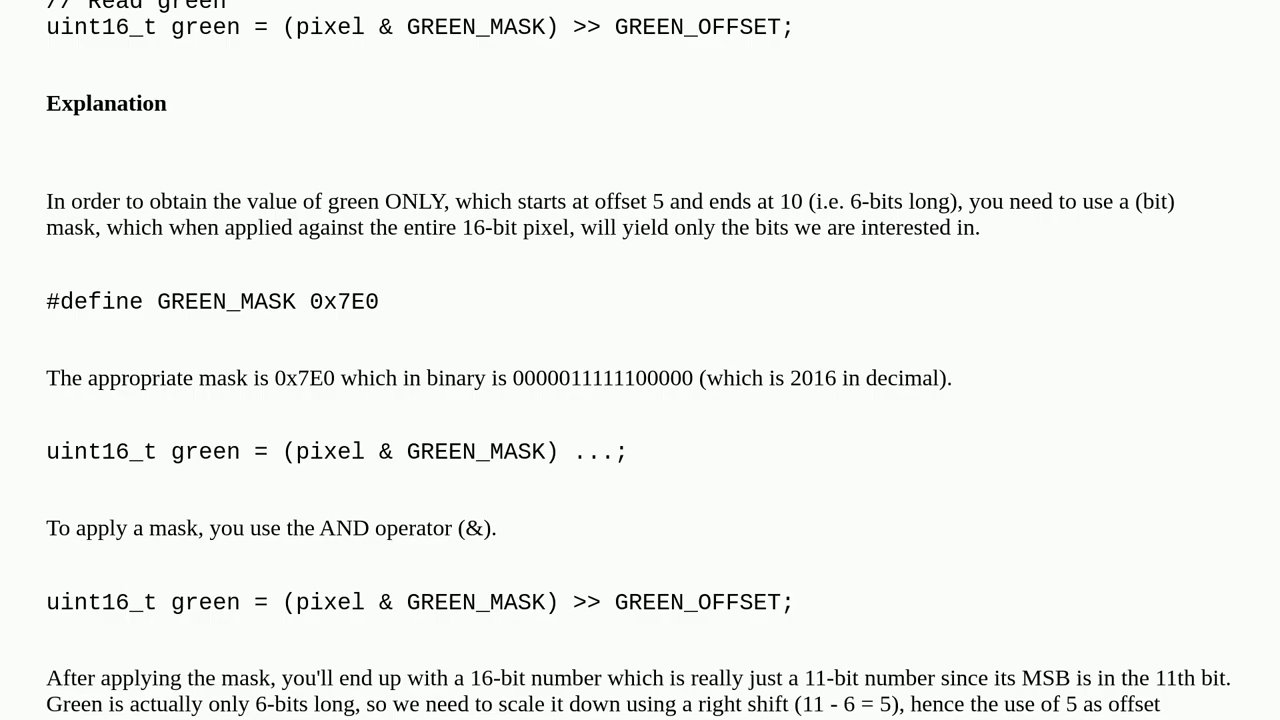 // Read green
uint16_t green = (pixel & GREEN_MASK) >> GREEN_OFFSET;
Explanation
In order to obtain the value of green ONLY, which starts at offset 5 and ends at 10 (i.e. 6-bits long), you need to use a (bit)
mask, which when applied against the entire 16-bit pixel, will yield only the bits we are interested in.
#define GREEN_MASK 0x7E0
The appropriate mask is 0x7E0 which in binary is 0000011111100000 (which is 2016 in decimal).
uint16_t green = (pixel & GREEN_MASK) ...;
To apply a mask, you use the AND operator (&).
uint16_t green = (pixel & GREEN_MASK) >> GREEN_OFFSET;
After applying the mask, you'll end up with a 16-bit number which is really just a 11-bit number since its MSB is in the 11th bit.
Green is actually only 6-bits long, so we need to scale it down using a right shift (11 - 6 = 5), hence the use of 5 as offset